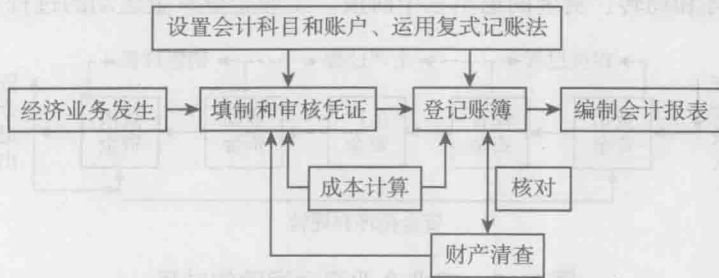 设置会计科目和账户、运用复式记账法
经济业务发生
填制和审核凭证
登记账簿
编制会计报表
成本计算
核对
财产清查